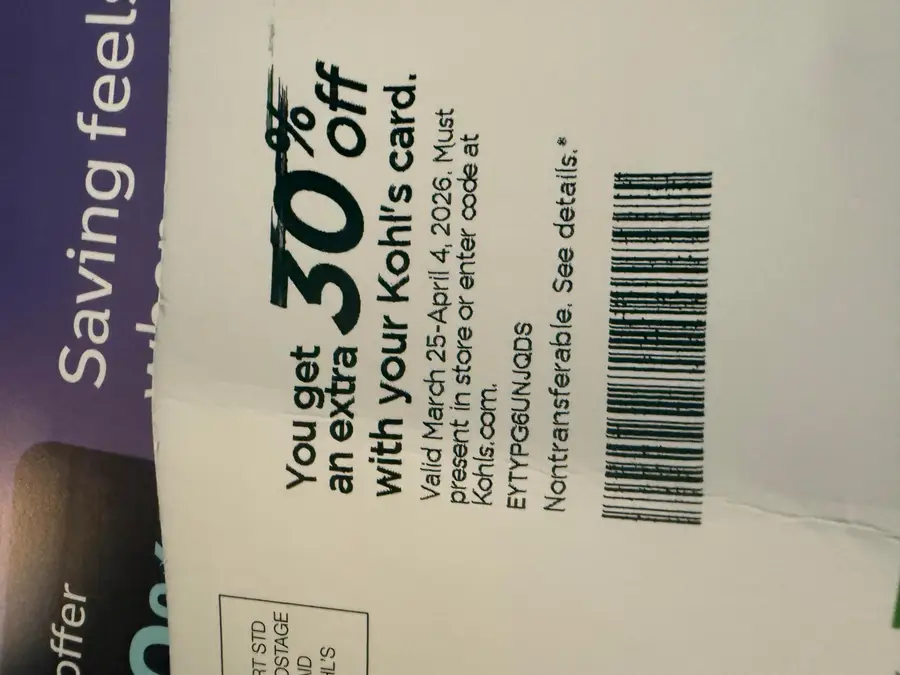 Saving feels
offer
You get
an extra 30% off
with your Kohl's card.
Valid March 25-April 4, 2026. Must
present in store or enter code at
Kohls.com.
EYTYPG6UNJQDS
Nontransferable. See details.*
RT STD
OSTAGE
AID
HL'S